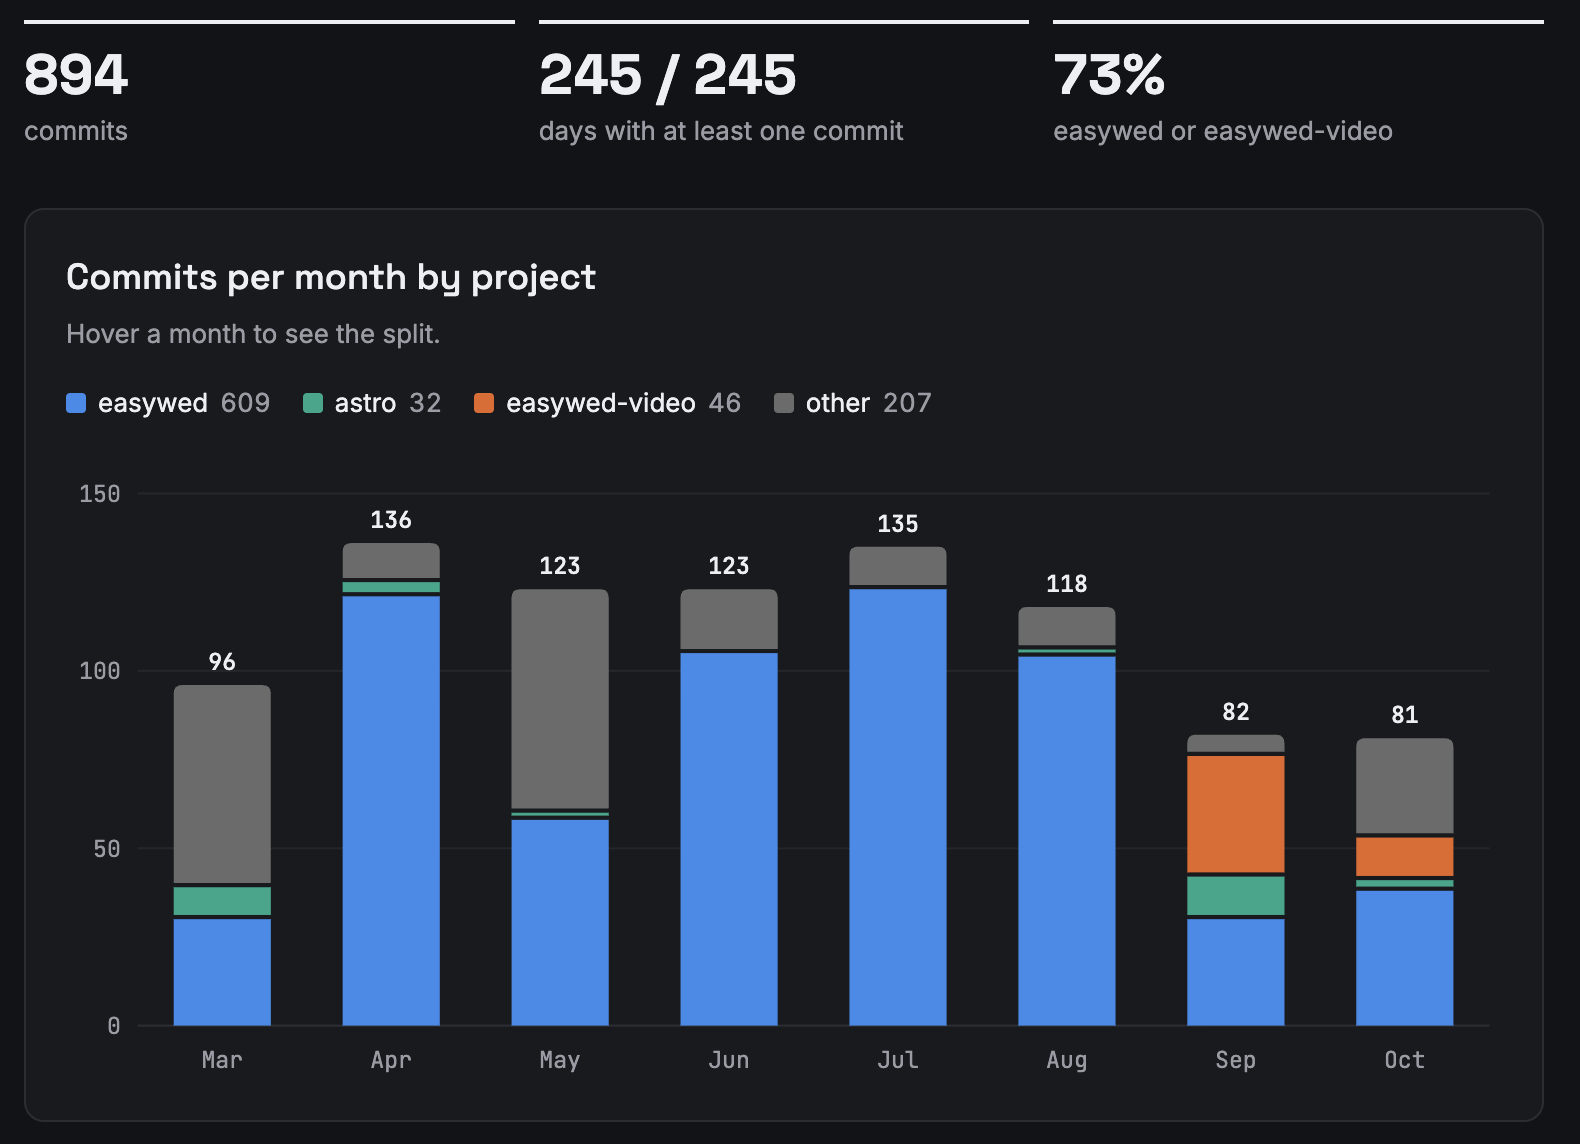 894
commits
245 / 245
days with at least one commit
73%
easywed or easywed-video
Commits per month by project
Hover a month to see the split.
easywed 609 astro 32 easywed-video 46 other 207
150
100
50
0
96
136
123
123
135
118
82
81
Mar Apr May Jun Jul Aug Sep Oct